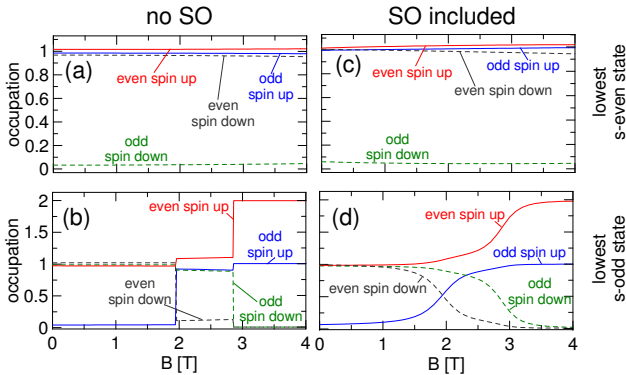 no SO
SO included
occupation
1
0.8
0.6
0.4
0.2
0
(a)
even spin up
even
spin down
odd
spin up
odd
spin down
(c)
even spin up
odd spin up
even
spin down
odd
spin down
lowest
s-even state
occupation
2
1.5
1
0.5
0
(b)
even spin up
odd
spin up
even
spin down
odd
spin down
0
1
2
3
4
B [T]
(d)
even spin up
odd spin up
even spin down
odd
spin down
0
1
2
3
4
B [T]
lowest
s-odd state